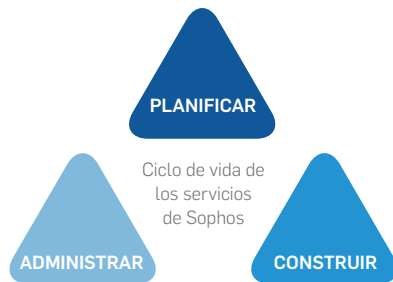 PLANIFICAR
Ciclo de vida de
los servicios
de Sophos
ADMINISTRAR
CONSTRUIR